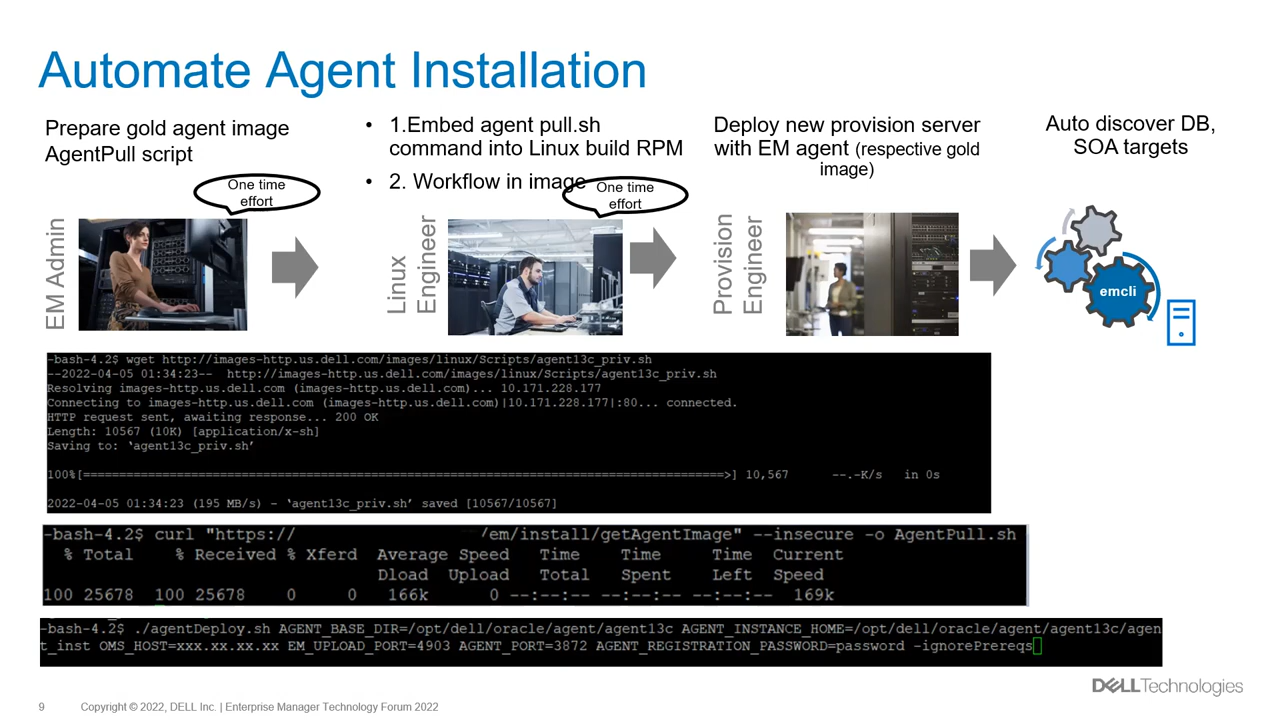 Automate Agent Installation
Prepare gold agent image
AgentPull script
One time
effort
EM Admin
• 1.Embed agent pull.sh
command into Linux build RPM
• 2. Workflow in image
One time
effort
Linux
Engineer
Deploy new provision server
with EM agent (respective gold
image)
Provision
Engineer
Auto discover DB,
SOA targets
emcli
-bash-4.2$ wget http://images-http.us.dell.com/images/linux/Scripts/agent13c_priv.sh
--2022-04-05 01:34:23--  http://images-http.us.dell.com/images/linux/Scripts/agent13c_priv.sh
Resolving images-http.us.dell.com (images-http.us.dell.com)... 10.171.228.177
Connecting to images-http.us.dell.com (images-http.us.dell.com)|10.171.228.177|:80... connected.
HTTP request sent, awaiting response... 200 OK
Length: 10567 (10K) [application/x-sh]
Saving to: ‘agent13c_priv.sh’
100%[======================================================================================>] 10,567      --.-K/s   in 0s
2022-04-05 01:34:23 (195 MB/s) - ‘agent13c_priv.sh’ saved [10567/10567]
-bash-4.2$ curl "https:// /em/install/getAgentImage" --insecure -o AgentPull.sh
% Total % Received % Xferd Average Speed Time Time Time Current
Dload Upload Total Spent Left Speed
100 25678 100 25678 0 0 166k 0 --:--:-- --:--:-- --:--:-- 169k
-bash-4.2$ ./agentDeploy.sh AGENT_BASE_DIR=/opt/dell/oracle/agent/agent13c AGENT_INSTANCE_HOME=/opt/dell/oracle/agent/agent13c/agen
t_inst OMS_HOST=xxx.xx.xx.xx EM_UPLOAD_PORT=4903 AGENT_PORT=3872 AGENT_REGISTRATION_PASSWORD=password -ignorePrereqs
DELLTechnologies
9 Copyright © 2022, DELL Inc. | Enterprise Manager Technology Forum 2022